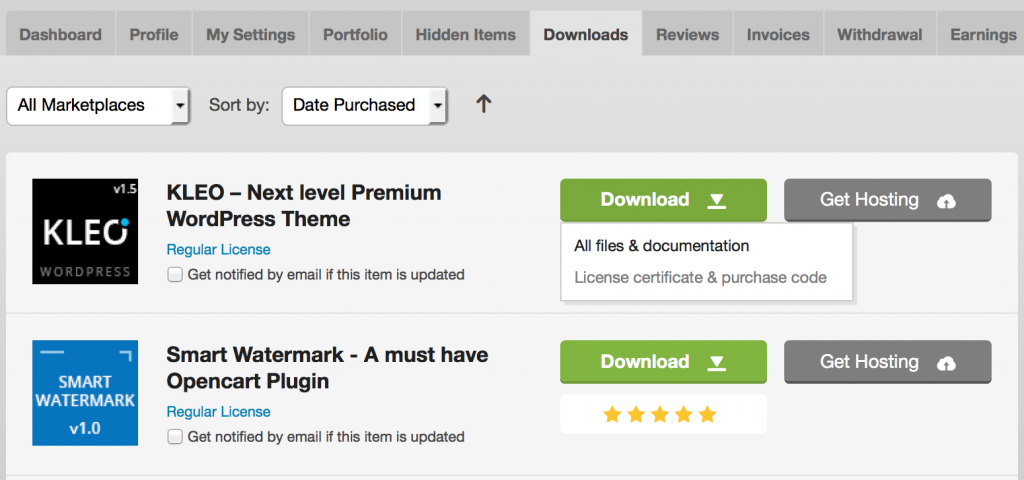 Dashboard Profile My Settings Portfolio Hidden Items Downloads Reviews Invoices Withdrawal Earnings
All Marketplaces Sort by: Date Purchased
v1.5
KLEO
WORDPRESS
KLEO – Next level Premium
WordPress Theme
Regular License
Get notified by email if this item is updated
Download Get Hosting
All files & documentation
License certificate & purchase code
SMART
WATERMARK
v1.0
Smart Watermark - A must have
Opencart Plugin
Regular License
Get notified by email if this item is updated
Download Get Hosting